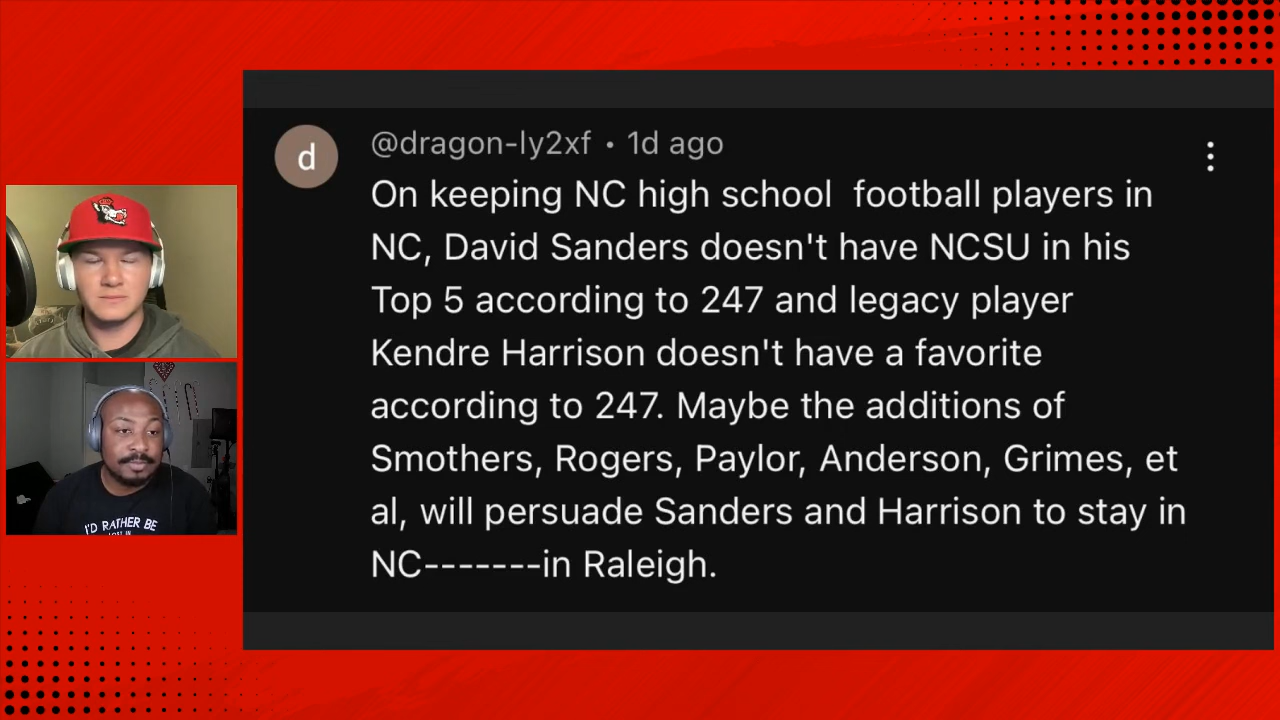 d
@dragon-ly2xf • 1d ago
On keeping NC high school  football players in
NC, David Sanders doesn't have NCSU in his
Top 5 according to 247 and legacy player
Kendre Harrison doesn't have a favorite
according to 247. Maybe the additions of
Smothers, Rogers, Paylor, Anderson, Grimes, et
al, will persuade Sanders and Harrison to stay in
NC-------in Raleigh.
I'D RATHER BE